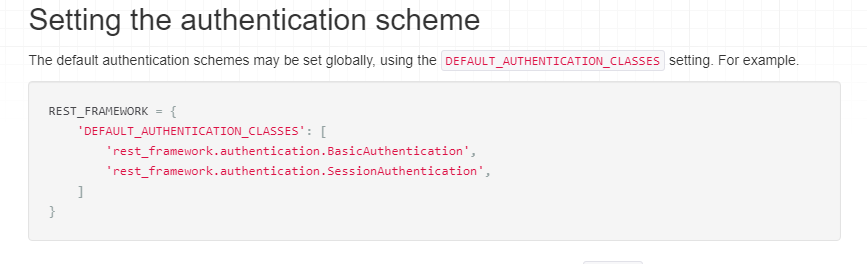 Setting the authentication scheme
The default authentication schemes may be set globally, using the DEFAULT_AUTHENTICATION_CLASSES setting. For example.
REST_FRAMEWORK = {
    'DEFAULT_AUTHENTICATION_CLASSES': [
        'rest_framework.authentication.BasicAuthentication',
        'rest_framework.authentication.SessionAuthentication',
    ]
}